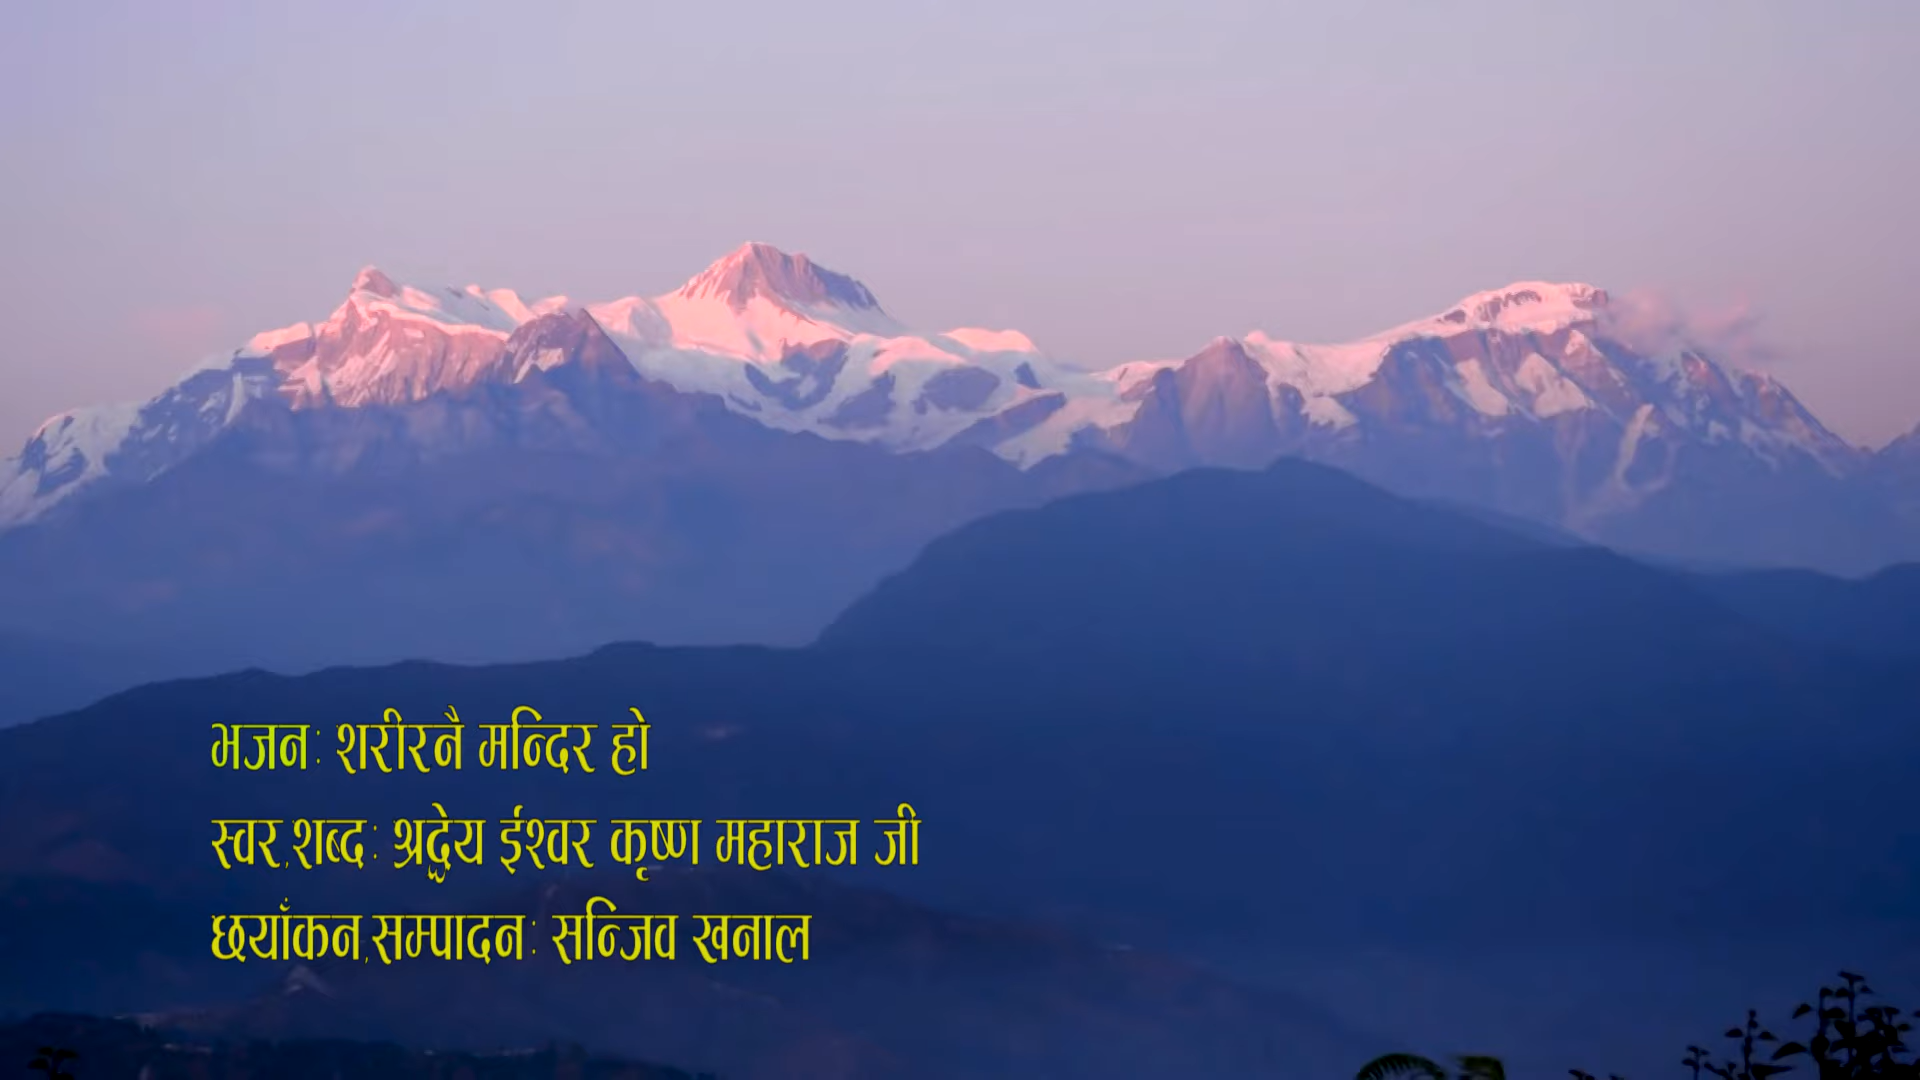 भजन: शरीरनै मन्दिर हो
स्वर,शब्द: श्रद्धेय ईश्वर कृष्ण महाराज जी
छयाँकन,सम्पादन: सन्जिव खनाल